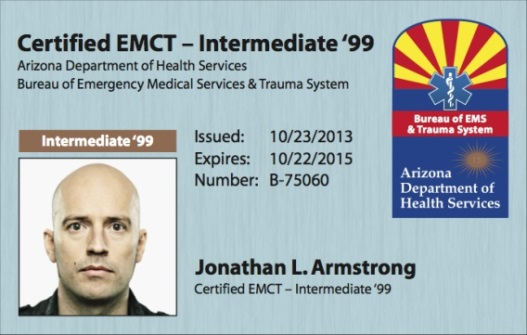 Certified EMCT – Intermediate ‘99
Arizona Department of Health Services
Bureau of Emergency Medical Services & Trauma System
Bureau of EMS
& Trauma System
Arizona
Department of
Health Services
Intermediate ‘99
Issued: 10/23/2013
Expires: 10/22/2015
Number: B-75060
Jonathan L. Armstrong
Certified EMCT – Intermediate ‘99